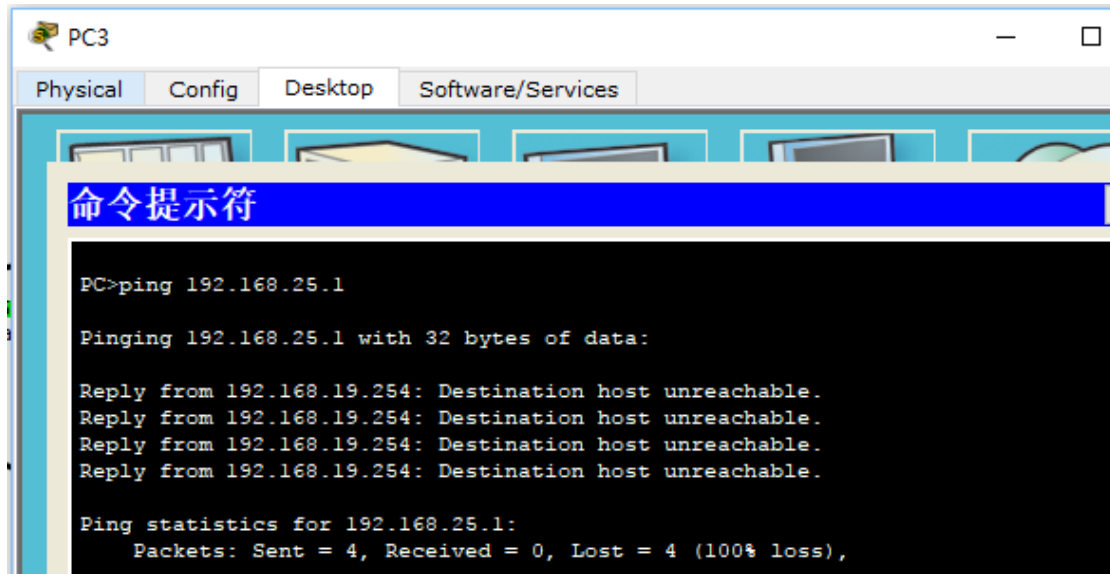 PC3
Physical Config Desktop Software/Services
命令提示符
PC>ping 192.168.25.1
Pinging 192.168.25.1 with 32 bytes of data:
Reply from 192.168.19.254: Destination host unreachable.
Reply from 192.168.19.254: Destination host unreachable.
Reply from 192.168.19.254: Destination host unreachable.
Reply from 192.168.19.254: Destination host unreachable.
Ping statistics for 192.168.25.1:
Packets: Sent = 4, Received = 0, Lost = 4 (100% loss),